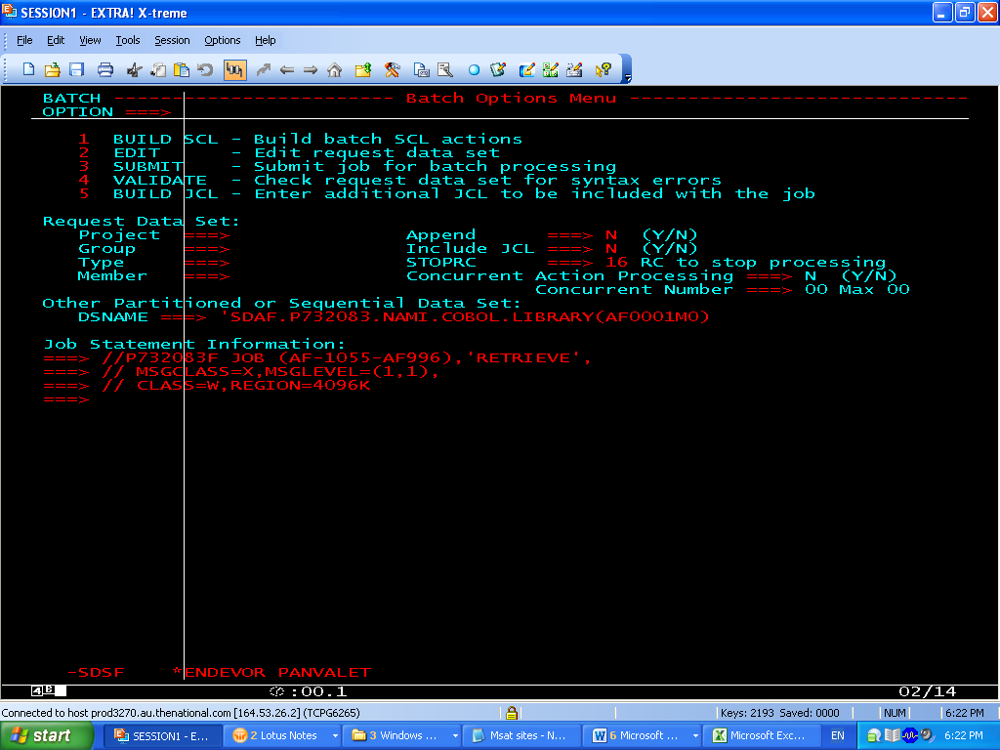 SESSION1 - EXTRA! X-treme
File Edit View Tools Session Options Help
BATCH ------------------------ Batch Options Menu -----------------------------
OPTION ===>
1 BUILD SCL - Build batch SCL actions
2 EDIT - Edit request data set
3 SUBMIT - Submit job for batch processing
4 VALIDATE - Check request data set for syntax errors
5 BUILD JCL - Enter additional JCL to be included with the job
Request Data Set:
Project ===> Append ===> N (Y/N)
Group ===> Include JCL ===> N (Y/N)
Type ===> STOPRC ===> 16 RC to stop processing
Member ===> Concurrent Action Processing ===> N (Y/N)
Concurrent Number ===> 00 Max 00
Other Partitioned or Sequential Data Set:
DSNAME ===> 'SDAF.P732083.NAMI.COBOL.LIBRARY(AF0001MO)
Job Statement Information:
===> //P732083F JOB (AF-1055-AF996),'RETRIEVE',
===> // MSGCLASS=X,MSGLEVEL=(1,1),
===> // CLASS=W,REGION=4096K
===>
-SDSF *ENDEVOR PANVALET
4B :00.1 02/14
Connected to host prod3270.au.thenational.com [164.53.26.2] (TCPG6265) Keys: 2193 Saved: 0000 NUM 6:22 PM
start SESSION1 - E... 2 Lotus Notes 3 Windows ... Msat sites - N... 6 Microsoft ... Microsoft Exc... EN 6:22 PM